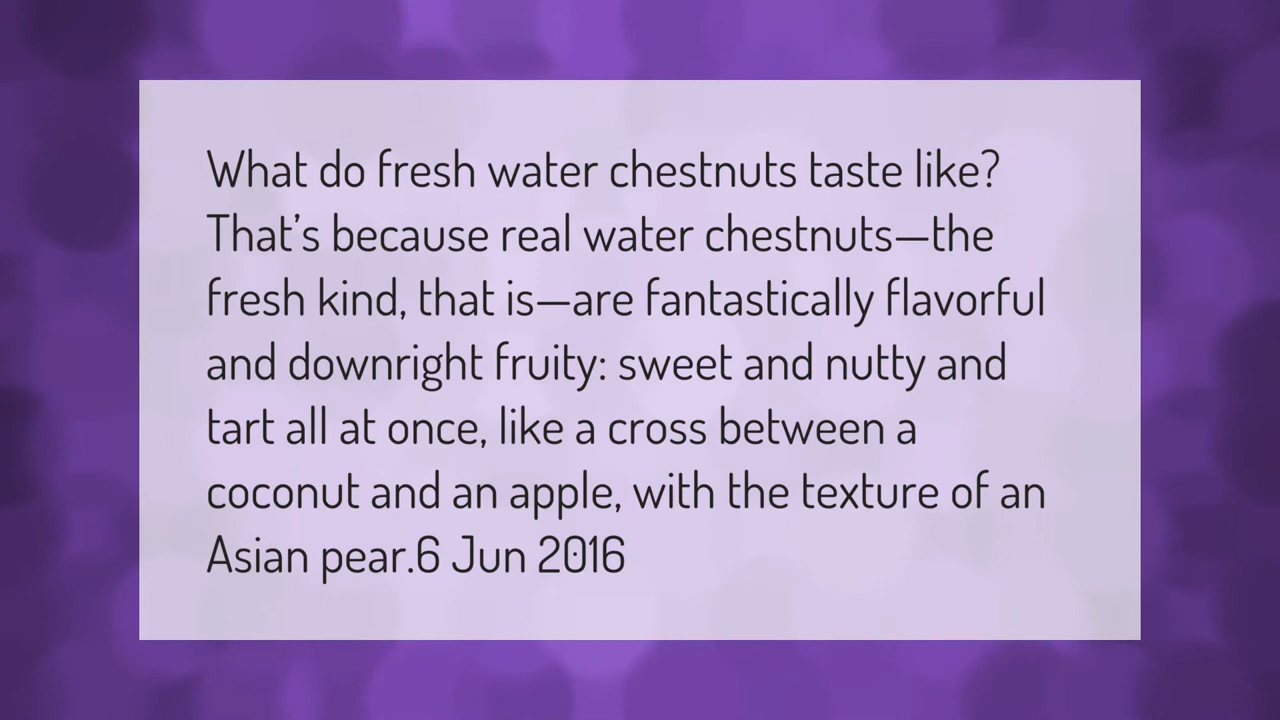 What do fresh water chestnuts taste like?
That's because real water chestnuts—the
fresh kind, that is—are fantastically flavorful
and downright fruity: sweet and nutty and
tart all at once, like a cross between a
coconut and an apple, with the texture of an
Asian pear.6 Jun 2016